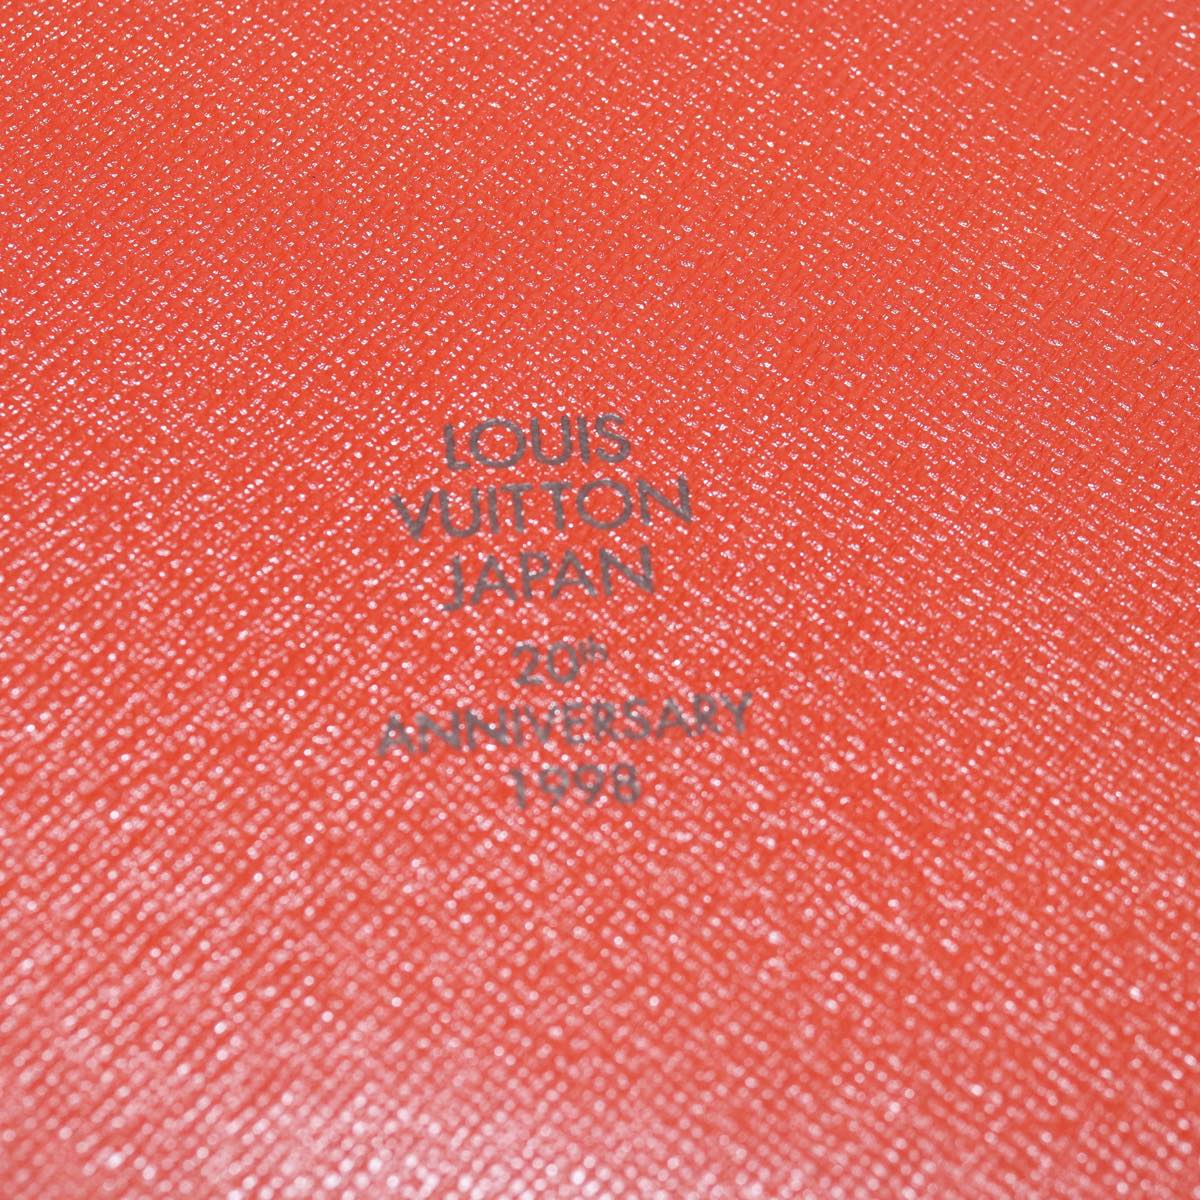 LOUIS
VUITTON
JAPAN
20th
ANNIVERSARY
1998